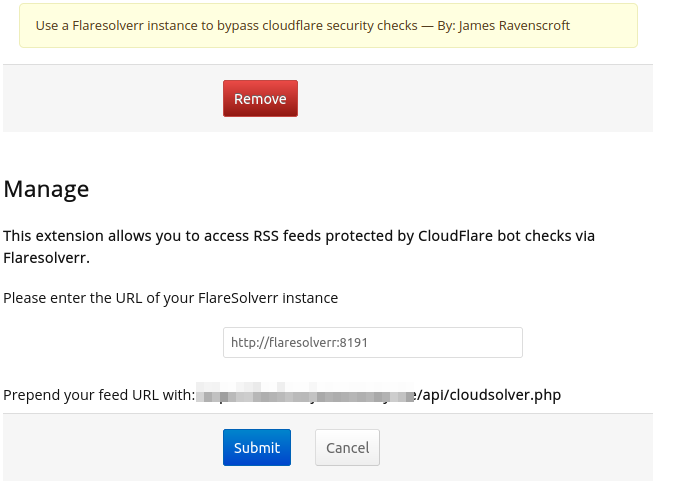 Use a Flaresolverr instance to bypass cloudflare security checks — By: James Ravenscroft
Remove
Manage
This extension allows you to access RSS feeds protected by CloudFlare bot checks via
Flaresolverr.
Please enter the URL of your FlareSolverr instance
http://flaresolverr:8191
Prepend your feed URL with: /api/cloudsolver.php
Submit Cancel